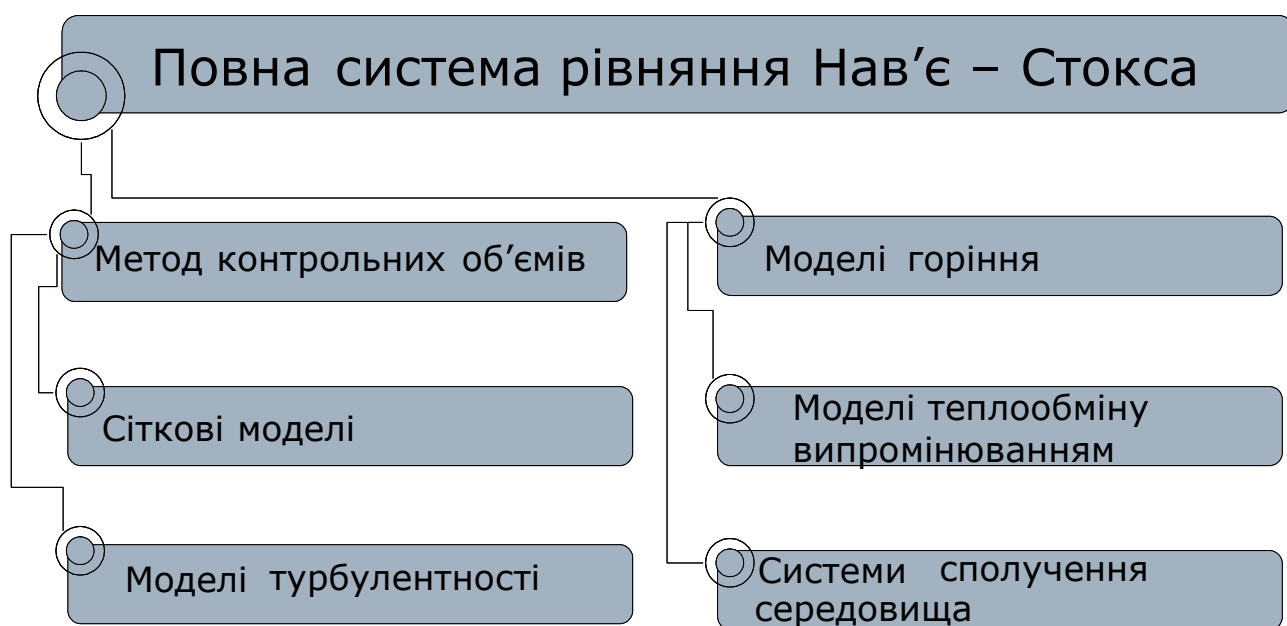 Повна система рівняння Нав’є – Стокса
Метод контрольних об’ємів
Моделі горіння
Сіткові моделі
Моделі теплообміну
випромінюванням
Моделі турбулентності
Системи сполучення
середовища